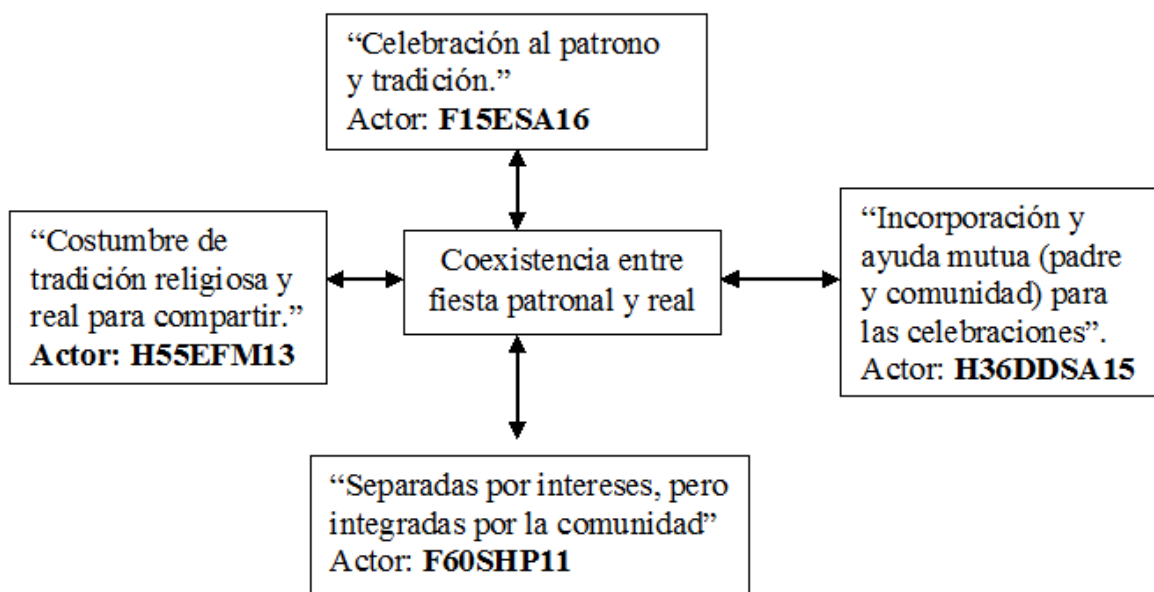 “Celebración al patrono
y tradición.”
Actor: F15ESA16
“Costumbre de
tradición religiosa y
real para compartir.”
Actor: H55EFM13
Coexistencia entre
fiesta patronal y real
“Incorporación y
ayuda mutua (padre
y comunidad) para
las celebraciones”.
Actor: H36DDSA15
“Separadas por intereses, pero
integradas por la comunidad”
Actor: F60SHP11